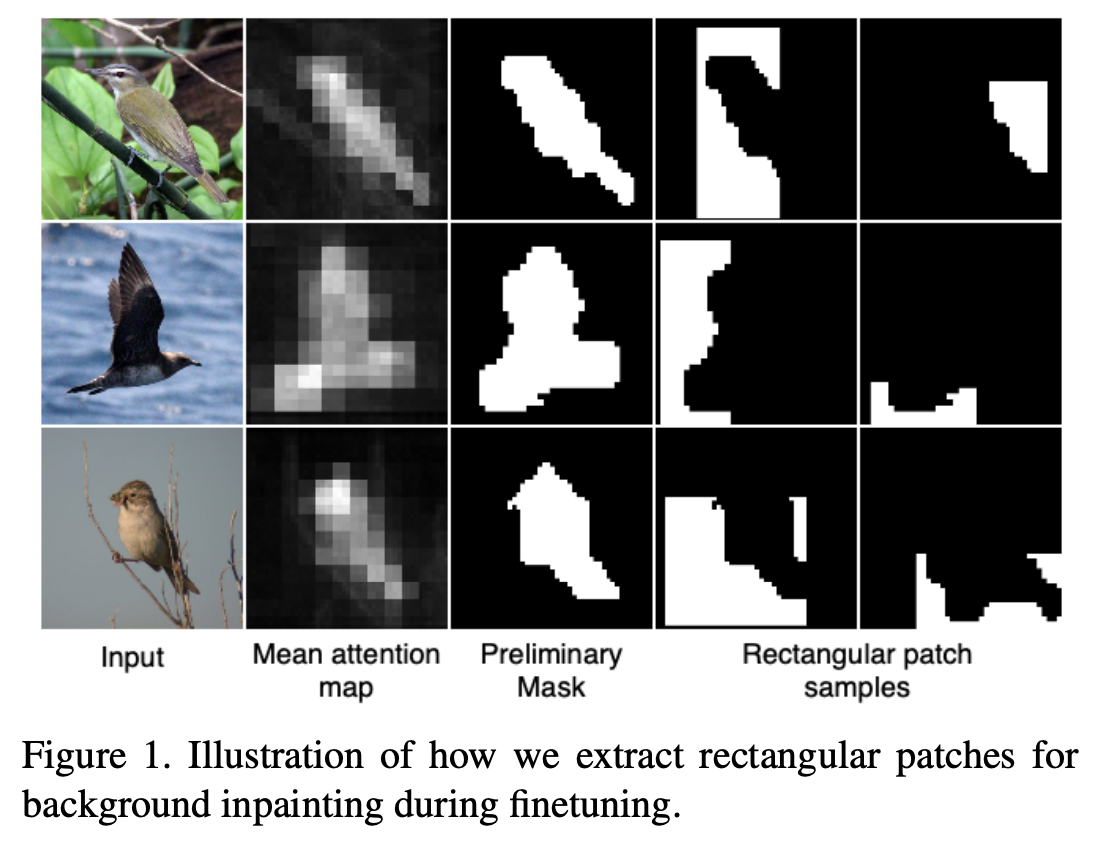 Input
Mean attention
map
Preliminary
Mask
Rectangular patch
samples
Figure 1. Illustration of how we extract rectangular patches for
background inpainting during finetuning.